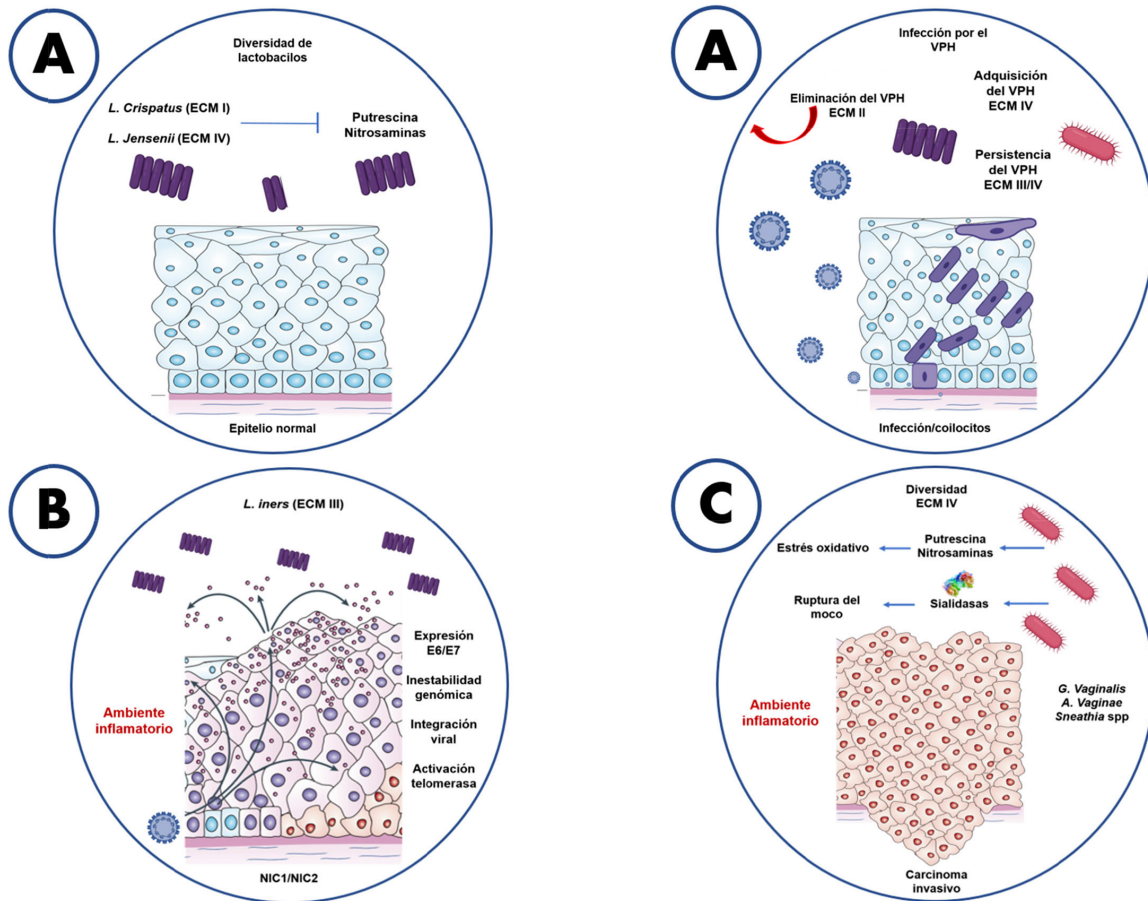 A
Diversidad de
lactobacilos
L. Crispatus (ECM I)
L. Jensenii (ECM IV)
Putrescina
Nitrosaminas
Epitelio normal
A
Infección por el
VPH
Eliminación del VPH
ECM II
Adquisición
del VPH
ECM IV
Persistencia
del VPH
ECM III/IV
Infección/coilocitos
B
L. iners (ECM III)
Ambiente
inflamatorio
Expresión
E6/E7
Inestabilidad
genómica
Integración
viral
Activación
telomerasa
NIC1/NIC2
C
Diversidad
ECM IV
Estrés oxidativo
Putrescina
Nitrosaminas
Ruptura del
moco
Sialidasas
Ambiente
inflamatorio
G. Vaginalis
A. Vaginae
Sneathia spp
Carcinoma
invasivo